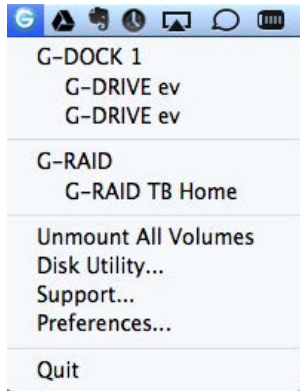 G-DOCK 1
G-DRIVE ev
G-DRIVE ev
G-RAID
G-RAID TB Home
Unmount All Volumes
Disk Utility...
Support...
Preferences...
Quit